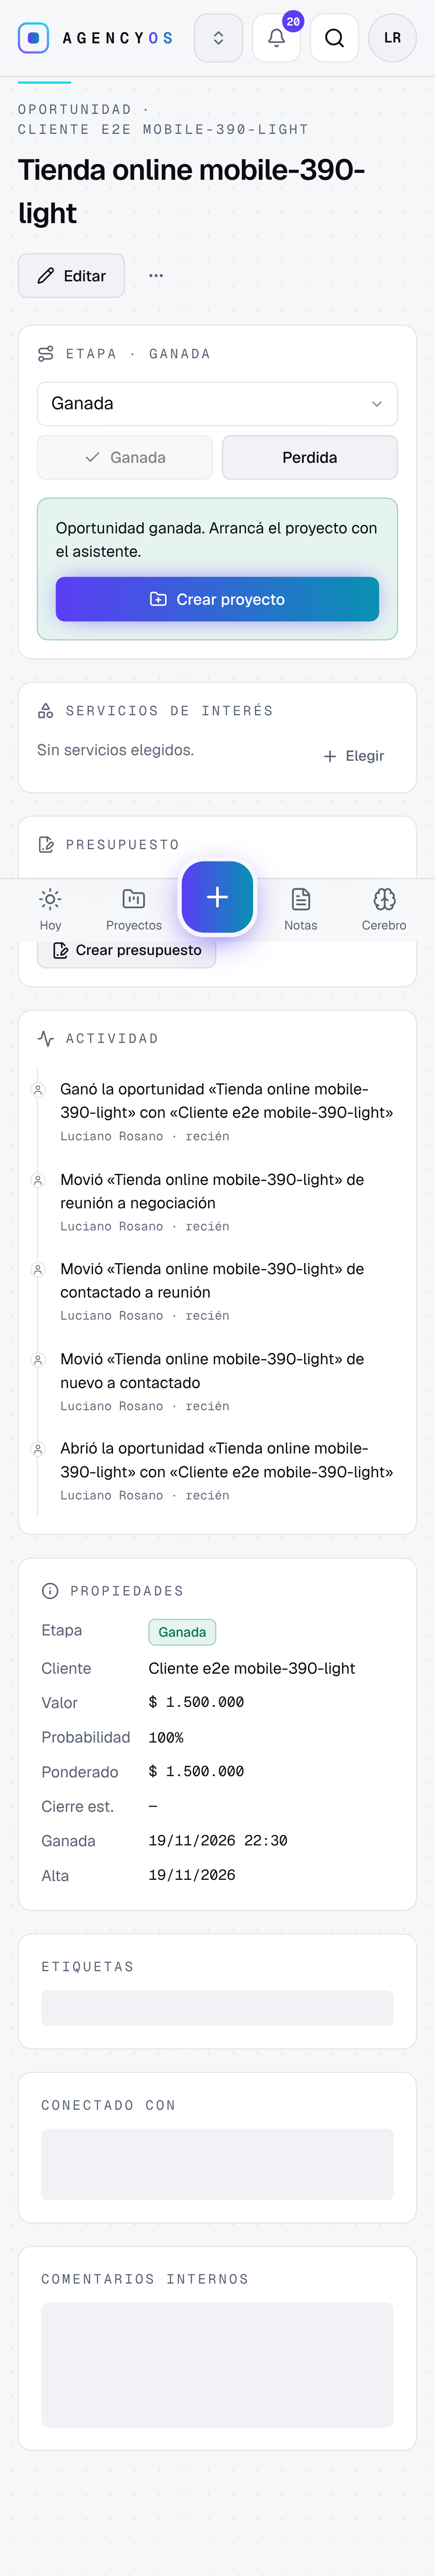 AGENCYOS
20
LR
OPORTUNIDAD ·
CLIENTE E2E MOBILE-390-LIGHT
Tienda online mobile-390-
light
Editar
ETAPA · GANADA
Ganada
Ganada
Perdida
Oportunidad ganada. Arrancá el proyecto con
el asistente.
Crear proyecto
SERVICIOS DE INTERÉS
Sin servicios elegidos.
Elegir
PRESUPUESTO
Hoy
Proyectos
Notas
Cerebro
Crear presupuesto
ACTIVIDAD
Ganó la oportunidad «Tienda online mobile-
390-light» con «Cliente e2e mobile-390-light»
Luciano Rosano · recién
Movió «Tienda online mobile-390-light» de
reunión a negociación
Luciano Rosano · recién
Movió «Tienda online mobile-390-light» de
contactado a reunión
Luciano Rosano · recién
Movió «Tienda online mobile-390-light» de
nuevo a contactado
Luciano Rosano · recién
Abrió la oportunidad «Tienda online mobile-
390-light» con «Cliente e2e mobile-390-light»
Luciano Rosano · recién
PROPIEDADES
Etapa Ganada
Cliente Cliente e2e mobile-390-light
Valor $ 1.500.000
Probabilidad 100%
Ponderado $ 1.500.000
Cierre est. —
Ganada 19/11/2026 22:30
Alta 19/11/2026
ETIQUETAS
CONECTADO CON
COMENTARIOS INTERNOS